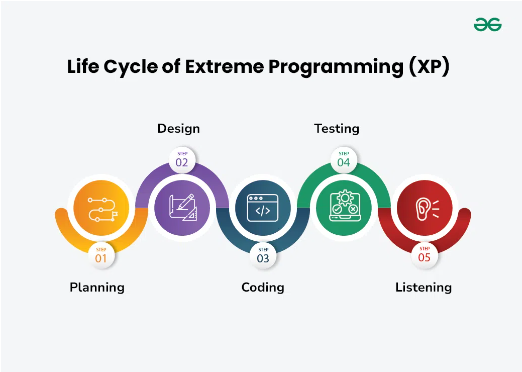 Life Cycle of Extreme Programming (XP)
Design
Testing
STEP
02
STEP
04
</>
STEP
01
STEP
03
STEP
05
Planning
Coding
Listening